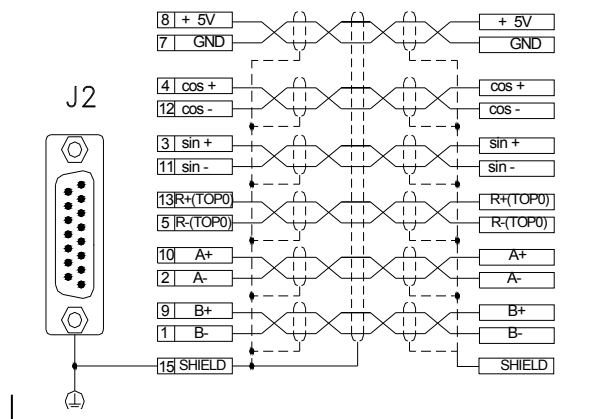 8 + 5V + 5V
7 GND GND
J2
4 cos + cos +
12 cos - cos -
3 sin + sin +
11 sin - sin -
13 R+(TOP0) R+(TOP0)
5 R-(TOP0) R-(TOP0)
10 A+ A+
2 A- A-
9 B+ B+
1 B- B-
15 SHIELD SHIELD